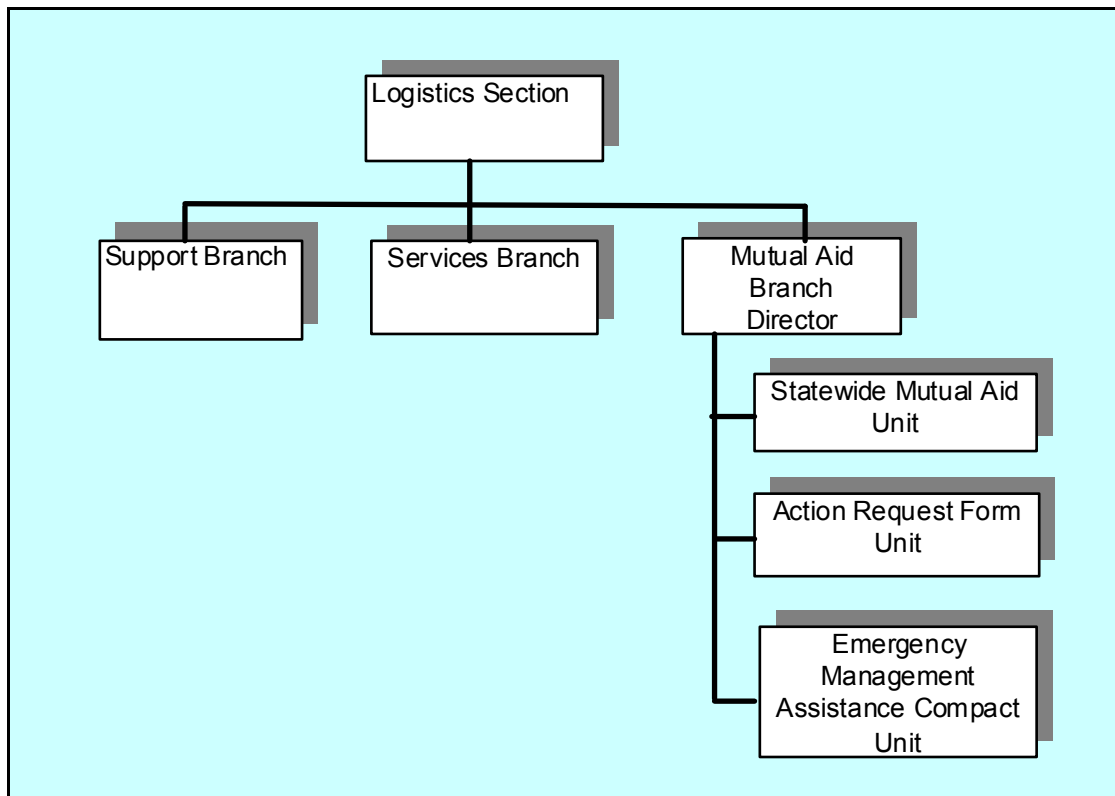 Logistics Section
Support Branch
Services Branch
Mutual Aid
Branch
Director
Statewide Mutual Aid
Unit
Action Request Form
Unit
Emergency
Management
Assistance Compact
Unit